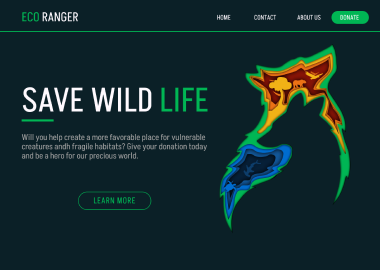 ECO RANGER
HOME
CONTACT
ABOUT US
DONATE
SAVE WILD LIFE
Will you help create a more favorable place for vulnerable
creatures andh fragile habitats? Give your donation today
and be a hero for our precious world.
LEARN MORE